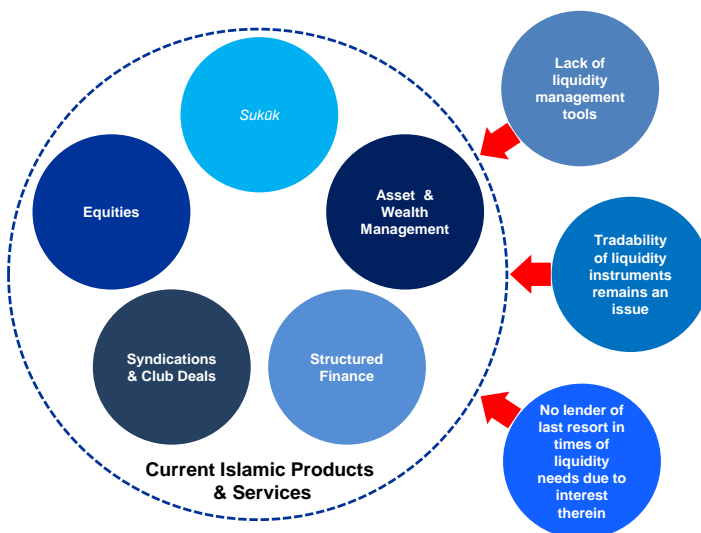 Sukūk
Equities
Asset &
Wealth
Management
Syndications
& Club Deals
Structured
Finance
Current Islamic Products
& Services
Lack of
liquidity
management
tools
Tradability
of liquidity
instruments
remains an
issue
No lender of
last resort in
times of
liquidity
needs due to
interest
therein